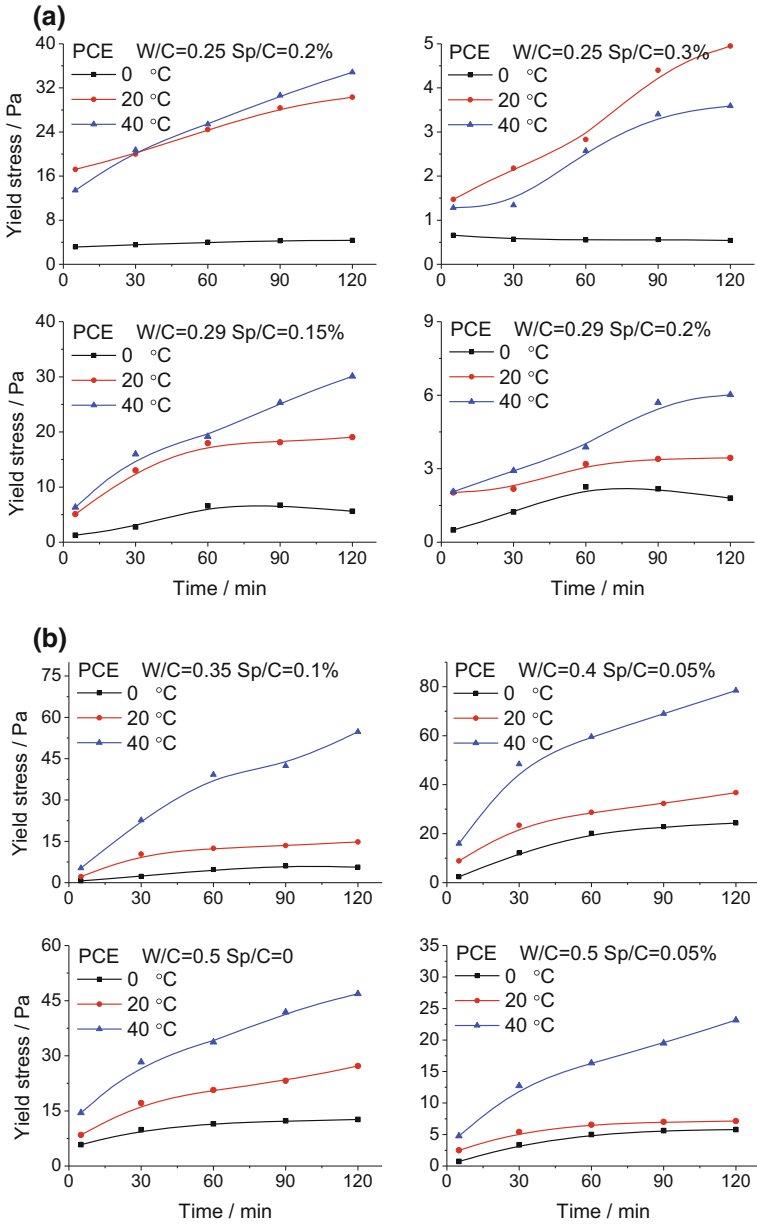 (a)
PCE W/C=0.25 Sp/C=0.2%
0 °C
20 °C
40 °C
Yield stress / Pa
40
32
24
16
8
0
0 30 60 90 120
PCE W/C=0.25 Sp/C=0.3%
0 °C
20 °C
40 °C
5
4
3
2
1
0
0 30 60 90 120
PCE W/C=0.29 Sp/C=0.15%
0 °C
20 °C
40 °C
Yield stress / Pa
40
30
20
10
0
0 30 60 90 120
Time / min
PCE W/C=0.29 Sp/C=0.2%
0 °C
20 °C
40 °C
9
6
3
0
0 30 60 90 120
Time / min
(b)
PCE W/C=0.35 Sp/C=0.1%
0 °C
20 °C
40 °C
Yield stress / Pa
75
60
45
30
15
0
0 30 60 90 120
PCE W/C=0.4 Sp/C=0.05%
0 °C
20 °C
40 °C
80
60
40
20
0
0 30 60 90 120
PCE W/C=0.5 Sp/C=0
0 °C
20 °C
40 °C
Yield stress / Pa
60
45
30
15
0
0 30 60 90 120
Time / min
PCE W/C=0.5 Sp/C=0.05%
0 °C
20 °C
40 °C
35
30
25
20
15
10
5
0
0 30 60 90 120
Time / min